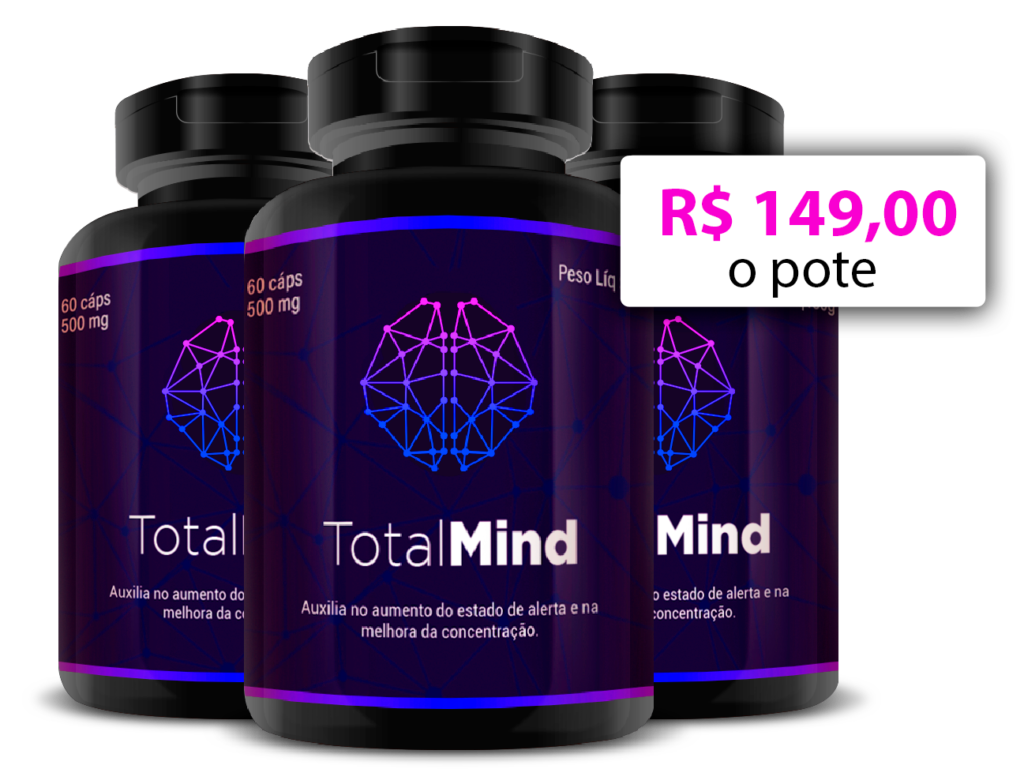 R$ 149,00
o pote
60 cáps
500 mg
60 cáps
500 mg
Peso Líq
Total
TotalMind
Mind
Auxilia no aumento do
melhora da
Auxilia no aumento do estado de alerta e na
melhora da concentração.
estado de alerta e na
concentração.